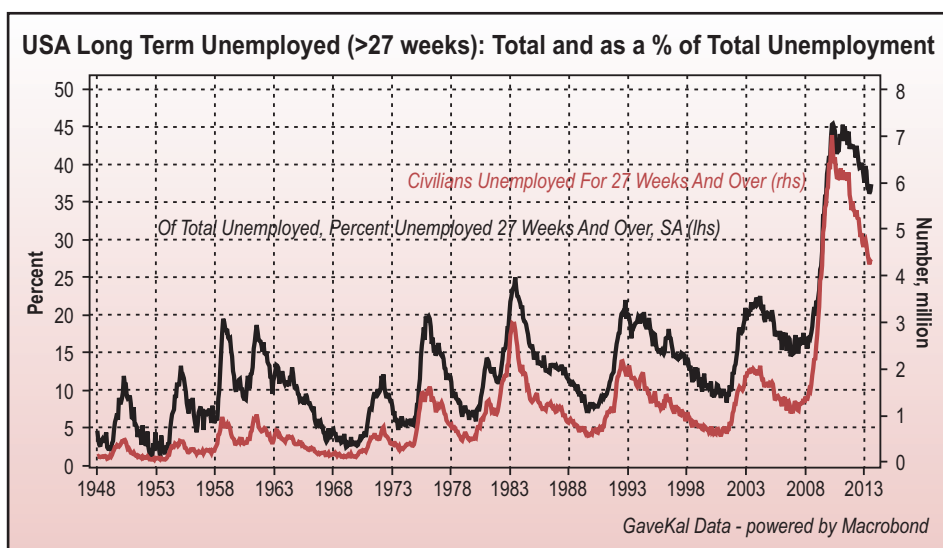 USA Long Term Unemployed (>27 weeks): Total and as a % of Total Unemployment
50
45
40
35
30
25
20
15
10
5
0
Percent
8
7
6
5
4
3
2
1
0
Number, million
Civilians Unemployed For 27 Weeks And Over (rhs)
Of Total Unemployed, Percent Unemployed 27 Weeks And Over, SA (lhs)
1948 1953 1958 1963 1968 1973 1978 1983 1988 1993 1998 2003 2008 2013
GaveKal Data - powered by Macrobond